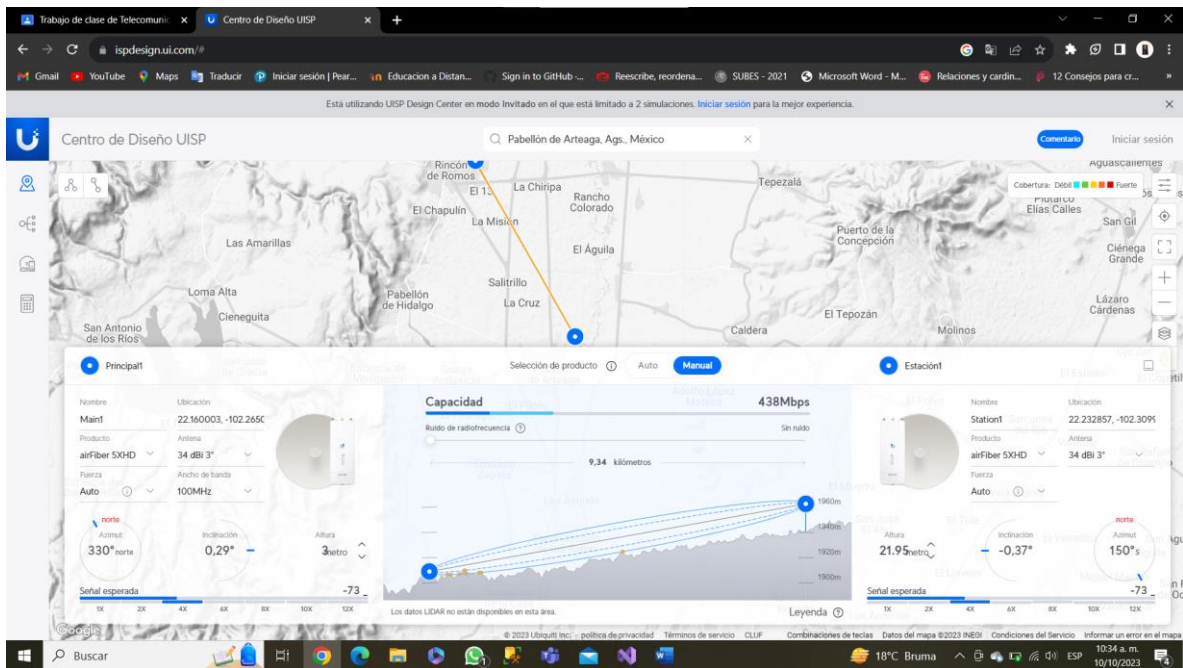 Trabajo de clase de Telecomunic
Centro de Diseño UISP
ispdesign.ui.com/#
Gmail YouTube Maps Traducir Iniciar sesión | Pear... Educacion a Distan... Sign in to GitHub ·... Reescribe, reordena... SUBES - 2021 Microsoft Word - M... Relaciones y cardin... 12 Consejos para cr... »
Está utilizando UISP Design Center en modo Invitado en el que está limitado a 2 simulaciones. Iniciar sesión para la mejor experiencia.
Centro de Diseño UISP
Pabellón de Arteaga, Ags., México
Comentario
Iniciar sesión
Aguascalientes
Rincón
de Romos
Tepezalá
Cobertura: Débil Fuerte
La Chiripa
Rancho
Colorado
Plutarco
Elías Calles
El Chapulín
La Misión
San Gil
Puerto de la
Concepción
Las Amarillas
El Águila
Ciénega
Grande
Salitrillo
Loma Alta
Pabellón
de Hidalgo
La Cruz
Lázaro
Cárdenas
Cieneguita
El Tepozán
San Antonio
de los Ríos
Caldera
Molinos
Principal1
Selección de producto
Auto
Manual
Estación1
Nombre
Main1
Ubicación
22.160003, -102.265(
Producto
airFiber 5XHD
Antena
34 dBi 3°
Fuerza
Auto
Ancho de banda
100MHz
norte
Azimut
330° norte
Inclinación
0,29°
Altura
3metro
Señal esperada
-73
1X 2X 4X 6X 8X 10X 12X
Capacidad
438Mbps
Ruido de radiofrecuencia
Sin ruido
9,34 kilómetros
1960m
1940m
1920m
1900m
Los datos LIDAR no están disponibles en esta área.
Leyenda
Nombre
Station1
Ubicación
22.232857, -102.309
Producto
airFiber 5XHD
Antena
34 dBi 3°
Fuerza
Auto
Altura
21.95metro
Inclinación
-0,37°
norte
Azimut
150°s
Señal esperada
-73
1X 2X 4X 6X 8X 10X 12X
Google
© 2023 Ubiquiti Inc. política de privacidad Términos de servicio CLUF Combinaciones de teclas Datos del mapa ©2023 INEGI Condiciones del Servicio Informar un error en el mapa
Buscar
18°C Bruma
ESP
10:34 a. m.
10/10/2023
4